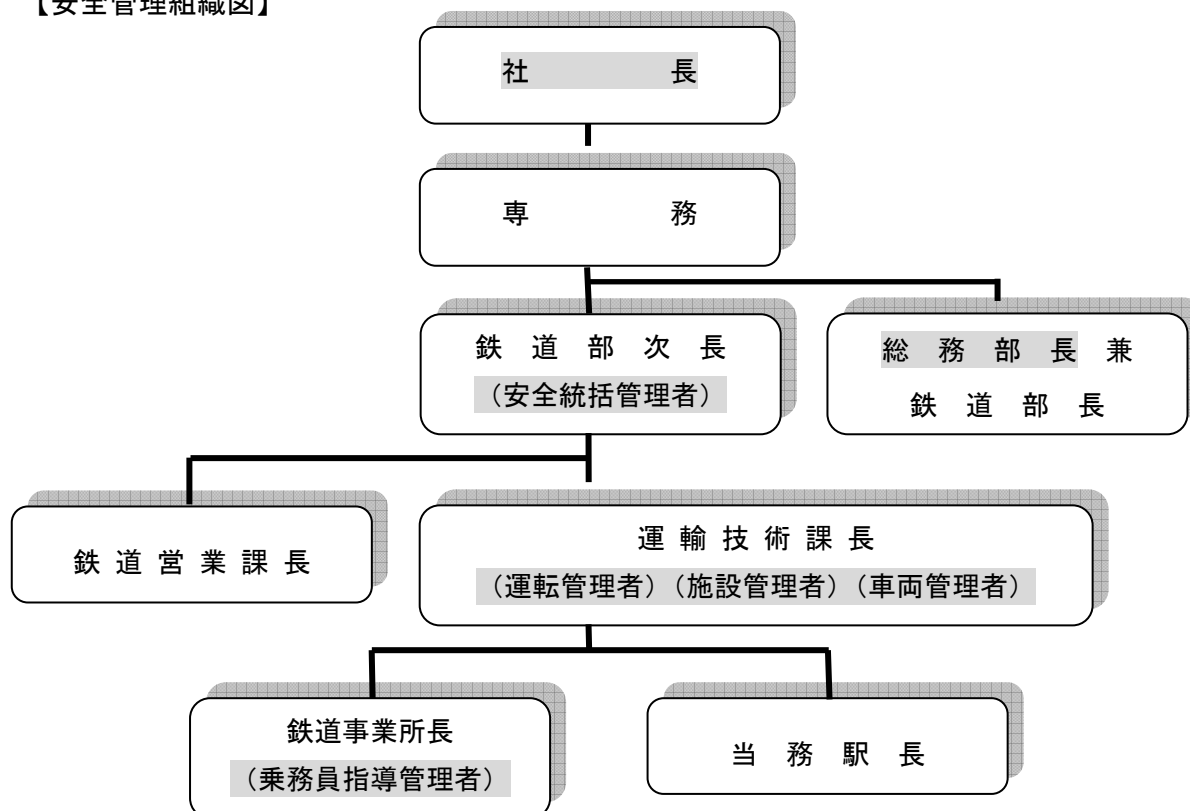 【安全管理組織図】
社　　　　　長
専　　　　　務
鉄　道　部　次　長
（安全統括管理者）
総　務　部　長　兼
鉄　道　部　長
鉄 道 営 業 課 長
運 輸 技 術 課 長
（運転管理者）（施設管理者）（車両管理者）
鉄道事業所長
（乗務員指導管理者）
当　務　駅　長